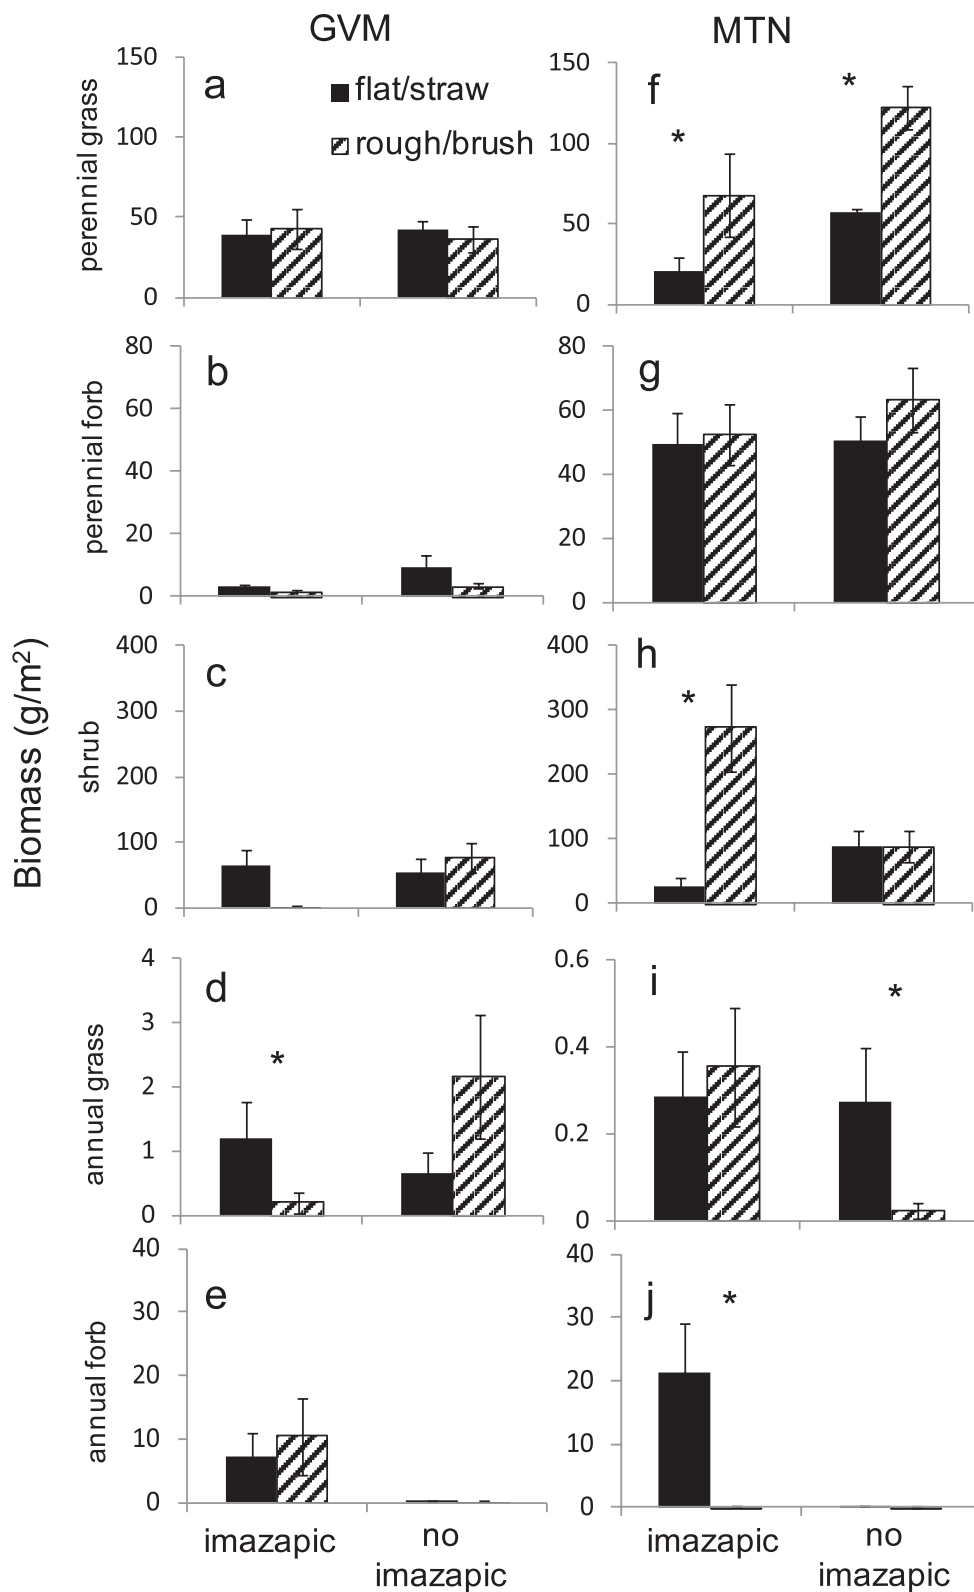 GVM
MTN
150
100
50
0
perennial grass
a
flat/straw
rough/brush
150
100
50
0
f
*
*
80
60
40
20
0
perennial forb
b
80
60
40
20
0
g
Biomass (g/m²)
400
300
200
100
0
shrub
c
400
300
200
100
0
h
*
4
3
2
1
0
annual grass
d
*
0.6
0.4
0.2
0
i
*
40
30
20
10
0
annual forb
e
40
30
20
10
0
j
*
imazapic
no
imazapic
imazapic
no
imazapic